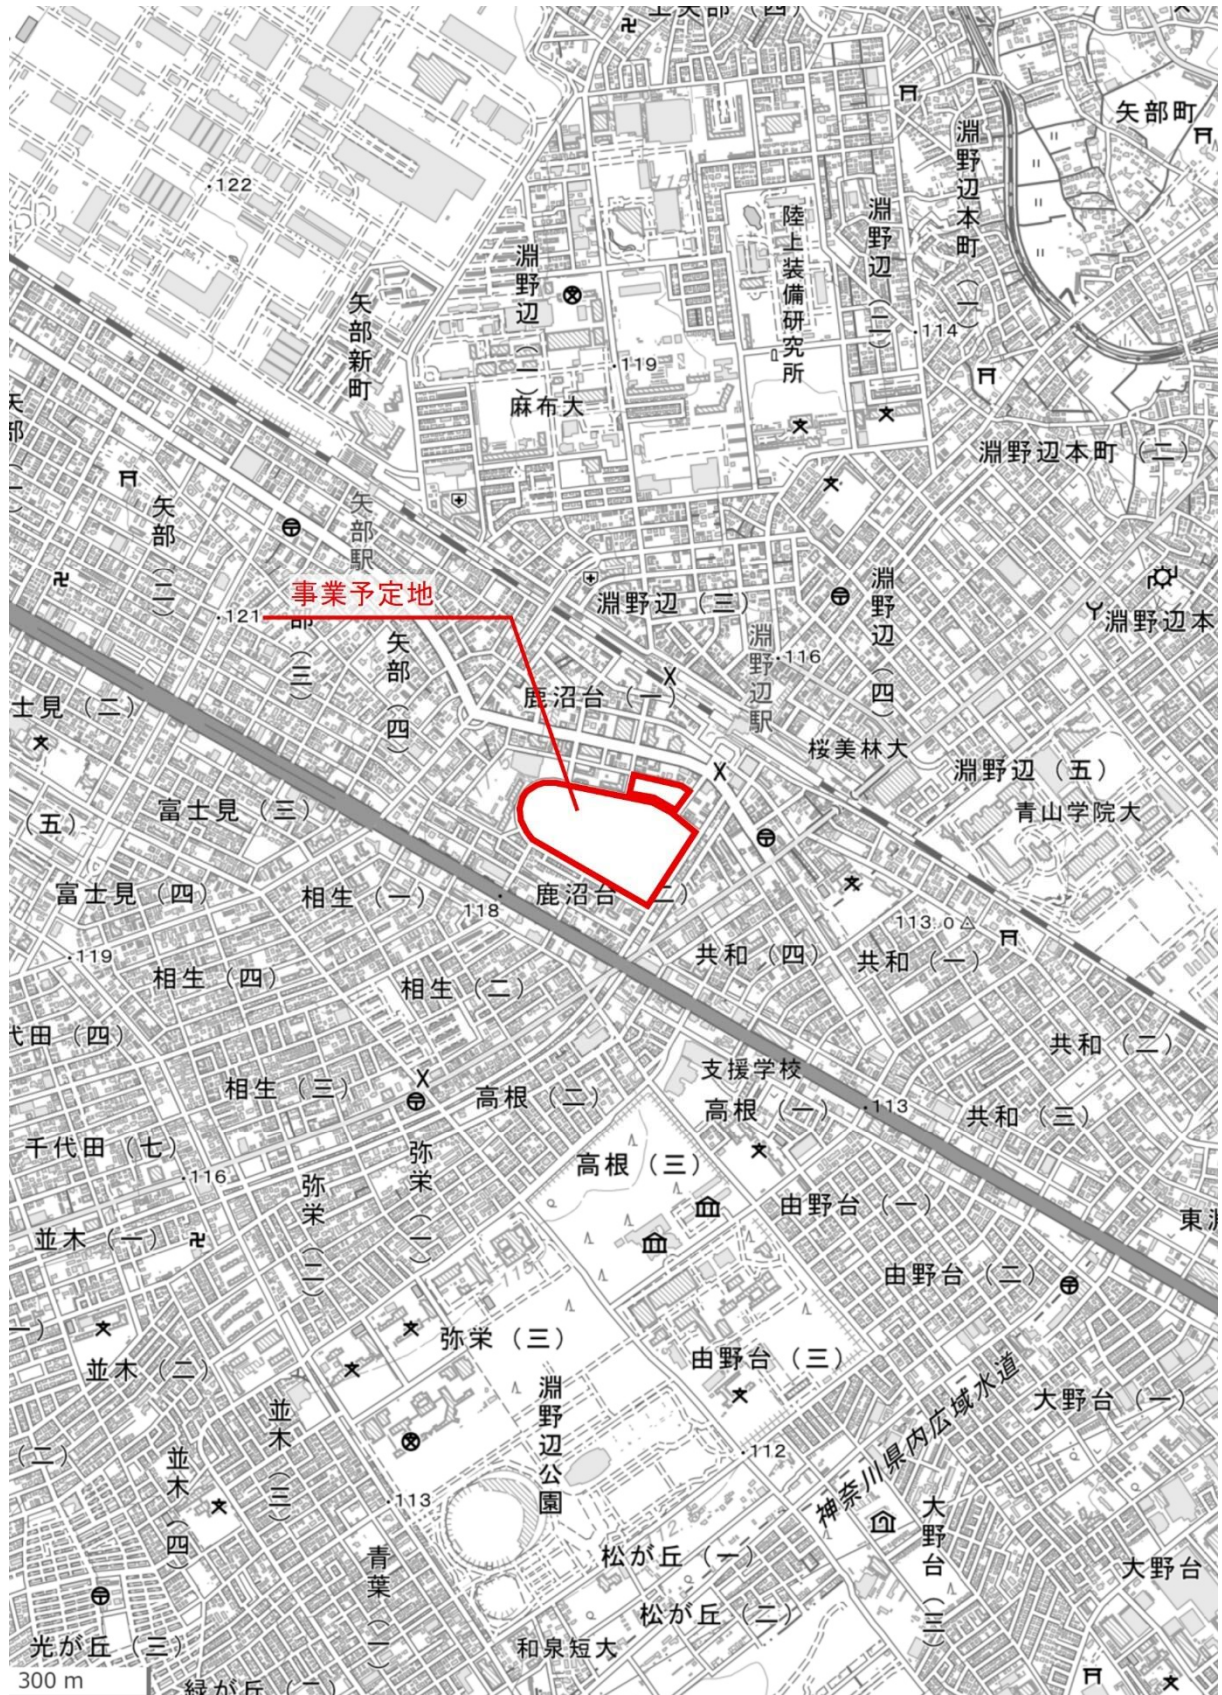 上矢部（四）
矢部町
淵野辺本町（一）
・122
淵野辺（二）
陸上装備研究所
淵野辺（一）
矢部新町
・114
・119
麻布大
淵野辺本町（二）
矢部（二）
矢部駅
事業予定地
淵野辺（三）
淵野辺（四）
・121
部（三）
淵野辺本
矢部（四）
淵野辺駅
・116
鹿沼台（一）
士見（二）
桜美林大
淵野辺（五）
富士見（三）
青山学院大
（五）
富士見（四）
相生（一）
118
鹿沼台（二）
113.0
・119
共和（四）
共和（一）
相生（四）
相生（二）
代田（四）
共和（二）
支援学校
相生（三）
高根（二）
高根（一）
・113
共和（三）
千代田（七）
弥栄（一）
高根（三）
・116
弥栄（二）
由野台（一）
並木（一）
東淵
由野台（二）
弥栄（三）
由野台（三）
並木（二）
淵野辺公園
神奈川県内広域水道
大野台（一）
並木（三）
（二）
並木（四）
・112
・113
大野台（三）
青葉（一）
松が丘（一）
大野台
松が丘（二）
光が丘（三）
和泉短大
300 m
緑が丘（二）